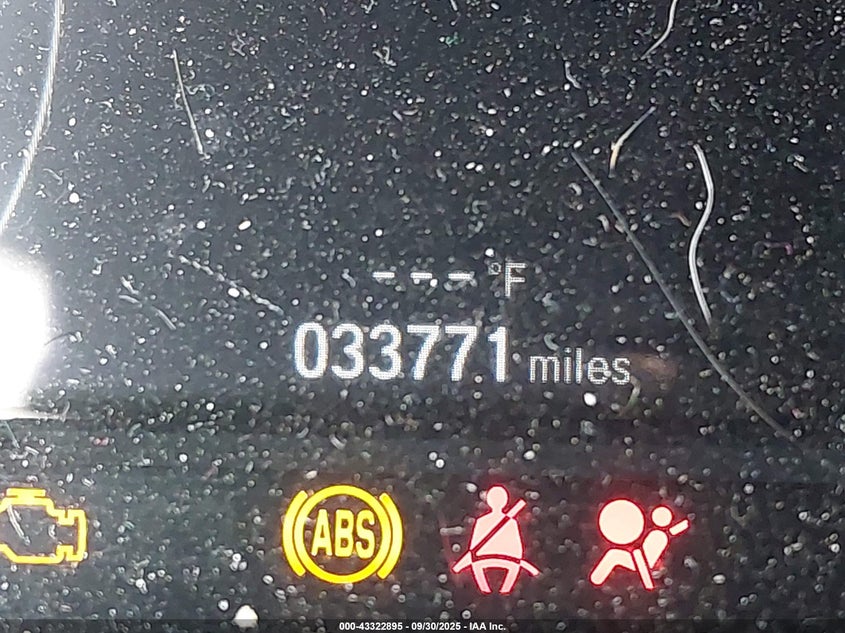 --- °F
033771 miles
ABS
000-43322895 - 09/30/2025 - IAA Inc.